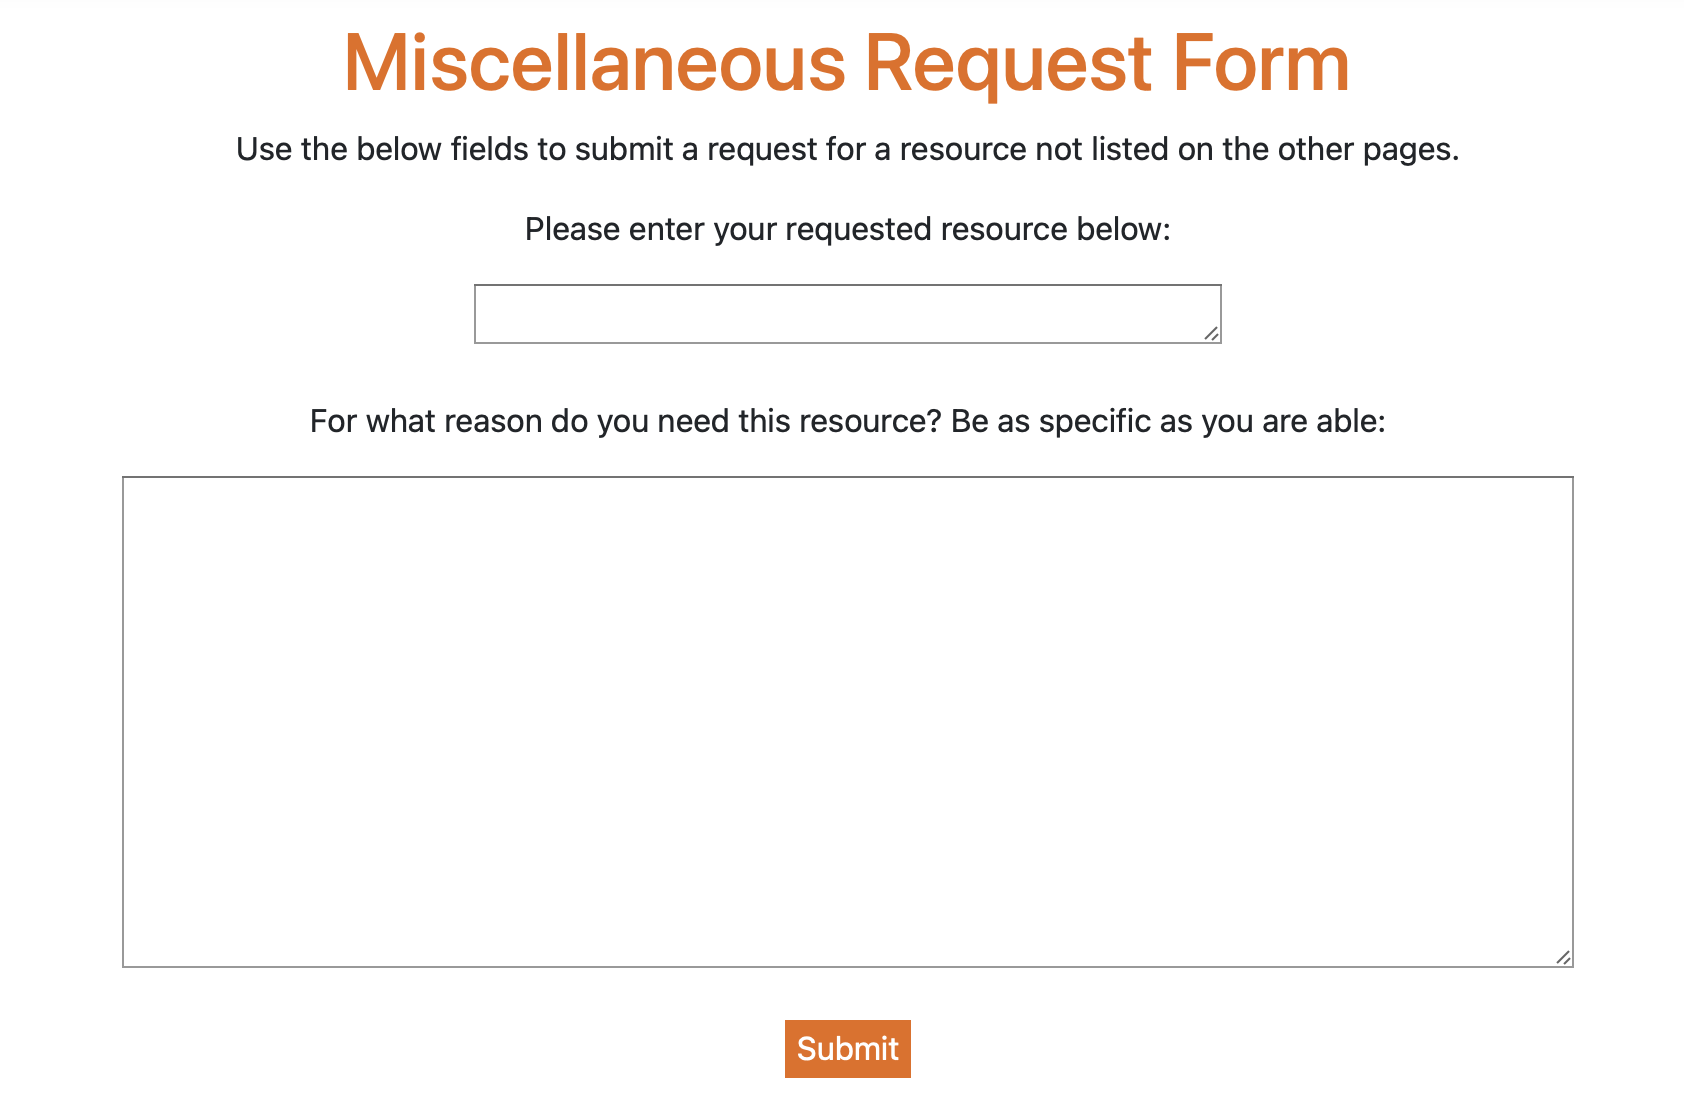 Miscellaneous Request Form
Use the below fields to submit a request for a resource not listed on the other pages.
Please enter your requested resource below:
For what reason do you need this resource? Be as specific as you are able:
Submit